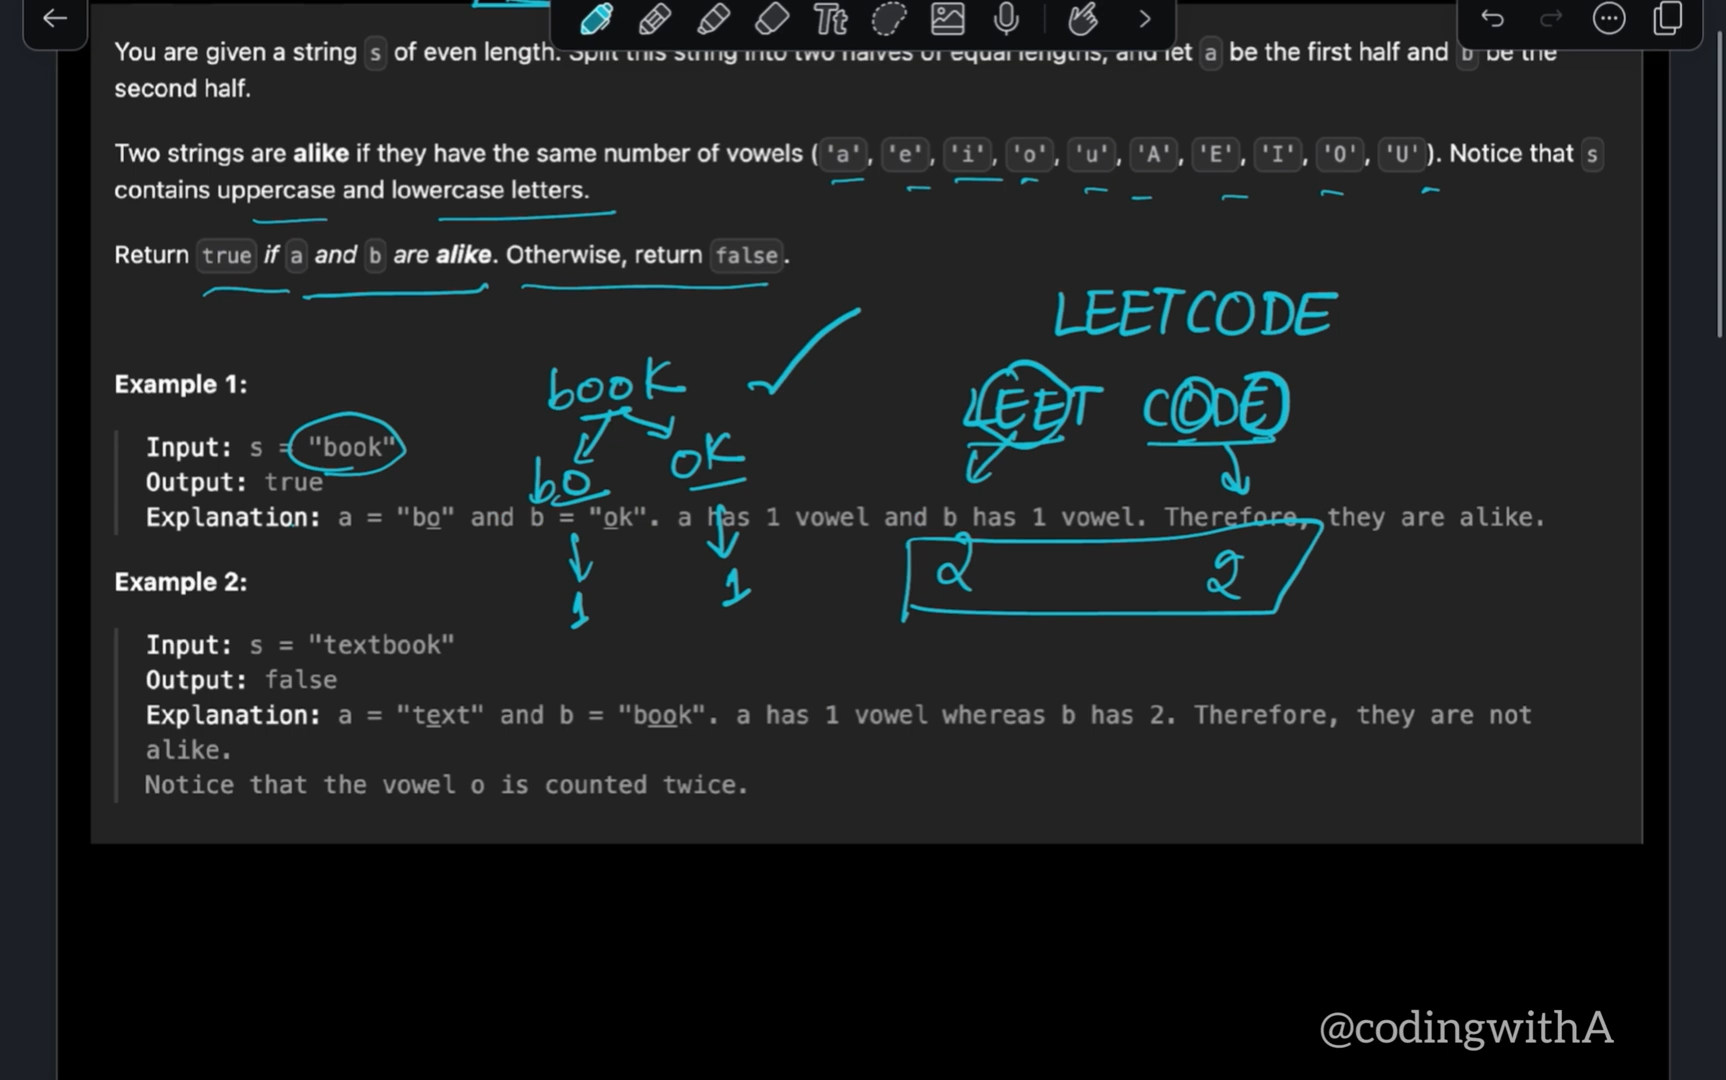 Tt
You are given a string s of even length. Split this string into two halves of equal lengths, and let a be the first half and b be the
second half.
Two strings are alike if they have the same number of vowels ('a', 'e', 'i', 'o', 'u', 'A', 'E', 'I', 'O', 'U'). Notice that s
contains uppercase and lowercase letters.
Return true if a and b are alike. Otherwise, return false.
LEETCODE
Example 1:
book
LEET CODE
Input: s = "book"
bo ok
Output: true
Explanation: a = "bo" and b = "ok". a has 1 vowel and b has 1 vowel. Therefore, they are alike.
1 1
2 2
Example 2:
Input: s = "textbook"
Output: false
Explanation: a = "text" and b = "book". a has 1 vowel whereas b has 2. Therefore, they are not
alike.
Notice that the vowel o is counted twice.
@codingwithA